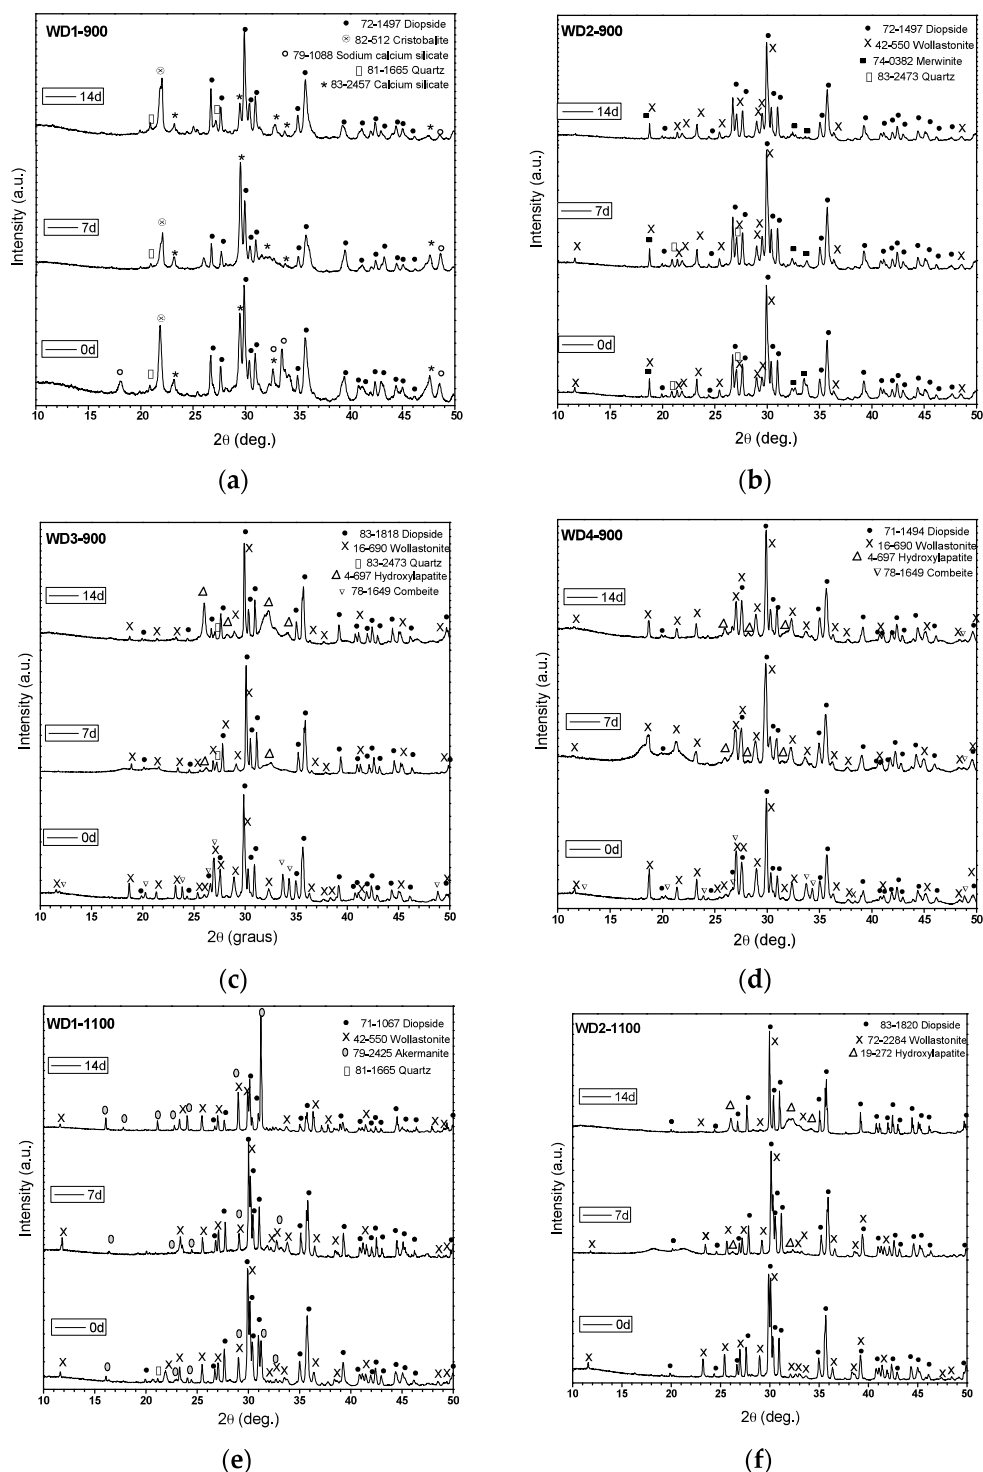 WD1-900
72-1497 Diopside
82-512 Cristobalite
79-1088 Sodium calcium silicate
81-1665 Quartz
83-2457 Calcium silicate
14d
7d
0d
Intensity (a.u.)
10 15 20 25 30 35 40 45 50
2θ (deg.)
(a)
WD2-900
72-1497 Diopside
42-550 Wollastonite
74-0382 Merwinite
83-2473 Quartz
14d
7d
0d
Intensity (a.u.)
10 15 20 25 30 35 40 45 50
2θ (deg.)
(b)
WD3-900
83-1818 Diopside
16-690 Wollastonite
83-2473 Quartz
4-697 Hydroxylapatite
78-1649 Combeite
14d
7d
0d
Intensity (a.u.)
10 15 20 25 30 35 40 45 50
2θ (graus)
(c)
WD4-900
71-1494 Diopside
16-690 Wollastonite
4-697 Hydroxylapatite
78-1649 Combeite
14d
7d
0d
Intensity (a.u.)
10 15 20 25 30 35 40 45 50
2θ (deg.)
(d)
WD1-1100
71-1067 Diopside
42-550 Wollastonite
79-2425 Akermanite
81-1665 Quartz
14d
7d
0d
Intensity (a.u.)
10 15 20 25 30 35 40 45 50
2θ (deg.)
(e)
WD2-1100
83-1820 Diopside
72-2284 Wollastonite
19-272 Hydroxylapatite
14d
7d
0d
Intensity (a.u.)
10 15 20 25 30 35 40 45 50
2θ (deg.)
(f)